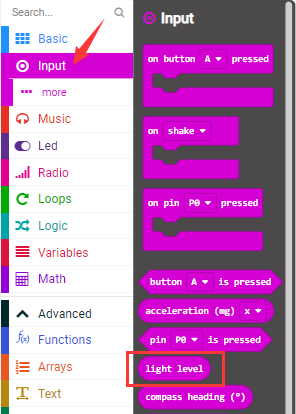 Search...
Basic
Input
more
Music
Led
Radio
Loops
Logic
Variables
Math
Advanced
Functions
Arrays
Text
Input
on button A pressed
on shake
on pin P0 pressed
button A is pressed
acceleration (mg) x
pin P0 is pressed
light level
compass heading (°)